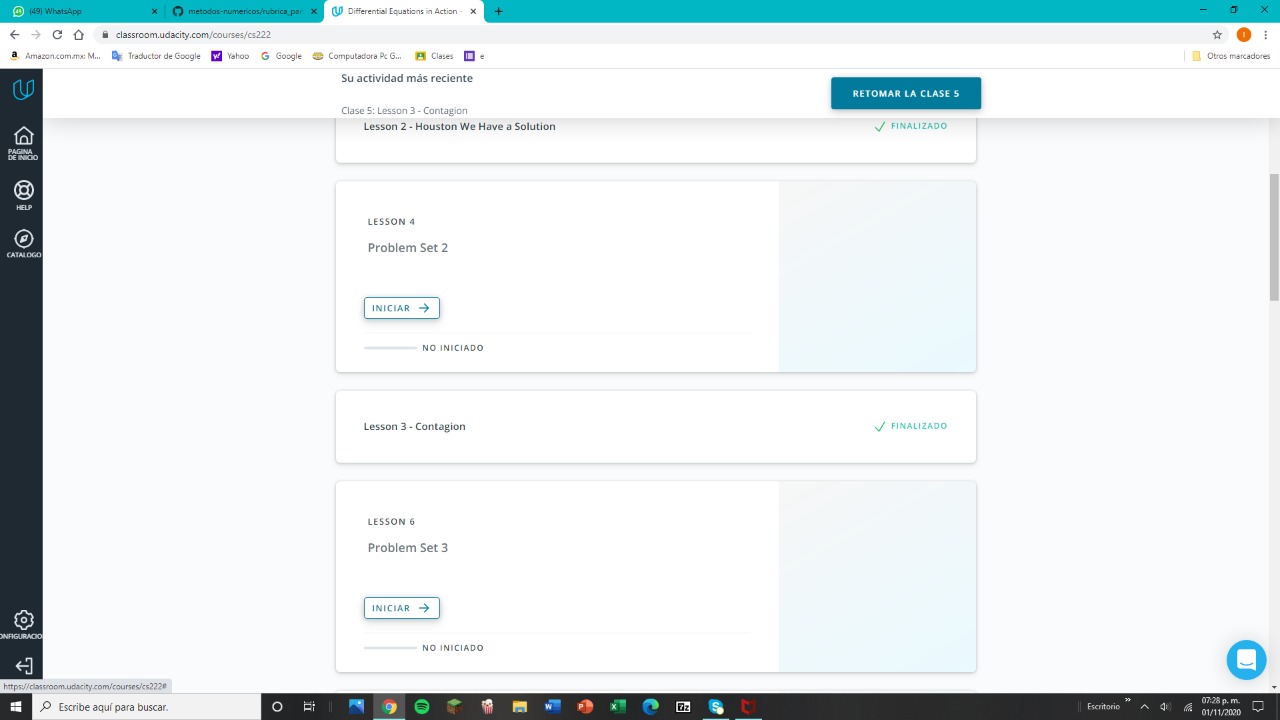 (49) WhatsApp
metodos-numericos/rubrica_par
Differential Equations in Action -
classroom.udacity.com/courses/cs222
Amazon.com.mx: M...
Traductor de Google
Yahoo
Google
Computadora Pc G...
Clases
e
Otros marcadores
Su actividad más reciente
Clase 5: Lesson 3 - Contagion
RETOMAR LA CLASE 5
PAGINA DE INICIO
HELP
CATALOGO
Lesson 2 - Houston We Have a Solution
FINALIZADO
LESSON 4
Problem Set 2
INICIAR
NO INICIADO
Lesson 3 - Contagion
FINALIZADO
LESSON 6
Problem Set 3
INICIAR
NO INICIADO
ONFIGURACIO
https://classroom.udacity.com/courses/cs222#
Escribe aquí para buscar.
Escritorio
07:28 p. m.
01/11/2020